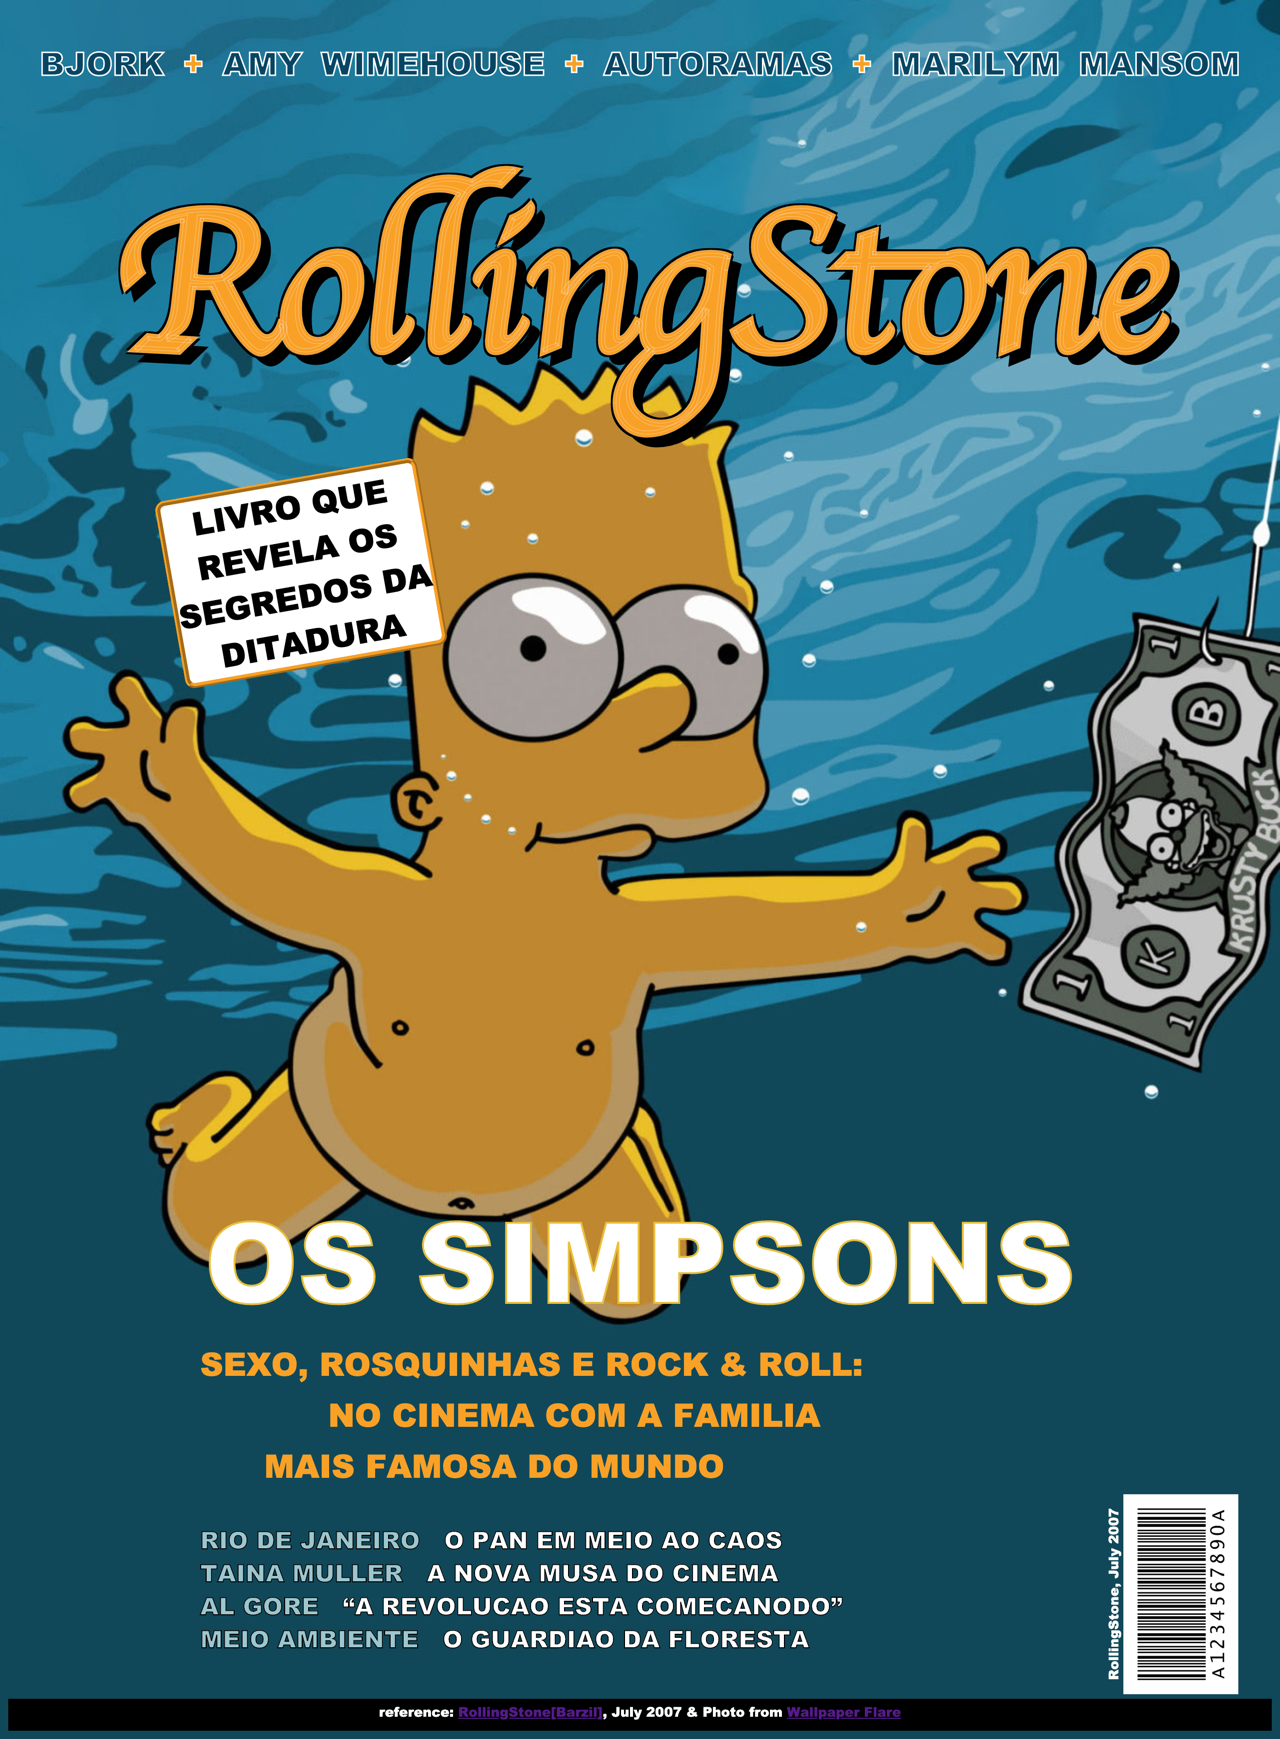 BJORK + AMY WIMEHOUSE + AUTORAMAS + MARILYM MANSOM
RollingStone
LIVRO QUE
REVELA OS
SEGREDOS DA
DITADURA
1
B
KRUSTY BUCK
K
1
1
OS SIMPSONS
SEXO, ROSQUINHAS E ROCK & ROLL:
NO CINEMA COM A FAMILIA
MAIS FAMOSA DO MUNDO
RIO DE JANEIRO O PAN EM MEIO AO CAOS
TAINA MULLER A NOVA MUSA DO CINEMA
AL GORE “A REVOLUCAO ESTA COMECANODO”
MEIO AMBIENTE O GUARDIAO DA FLORESTA
RollingStone, July 2007
A1234567890A
reference: RollingStone[Barzil], July 2007 & Photo from Wallpaper Flare